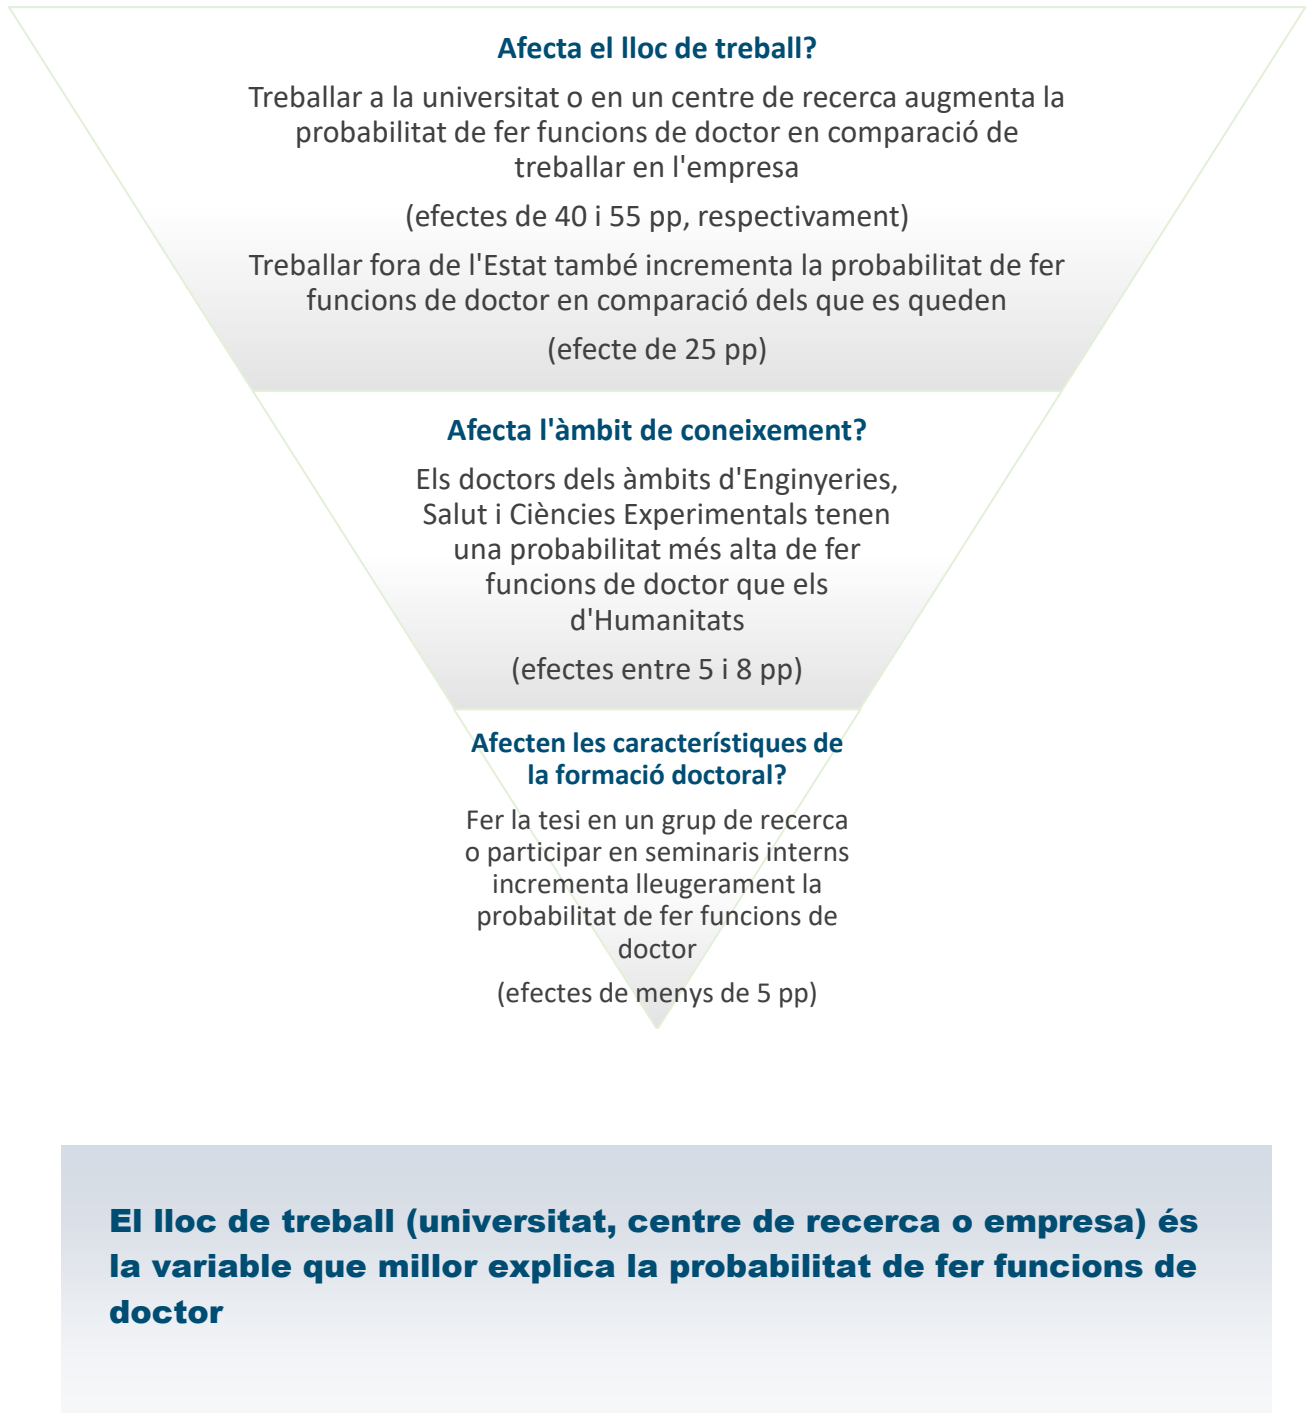 Afecta el lloc de treball?
Treballar a la universitat o en un centre de recerca augmenta la
probabilitat de fer funcions de doctor en comparació de
treballar en l'empresa
(efectes de 40 i 55 pp, respectivament)
Treballar fora de l'Estat també incrementa la probabilitat de fer
funcions de doctor en comparació dels que es queden
(efecte de 25 pp)
Afecta l'àmbit de coneixement?
Els doctors dels àmbits d'Enginyeries,
Salut i Ciències Experimentals tenen
una probabilitat més alta de fer
funcions de doctor que els
d'Humanitats
(efectes entre 5 i 8 pp)
Afecten les característiques de
la formació doctoral?
Fer la tesi en un grup de recerca
o participar en seminaris interns
incrementa lleugerament la
probabilitat de fer funcions de
doctor
(efectes de menys de 5 pp)
El lloc de treball (universitat, centre de recerca o empresa) és
la variable que millor explica la probabilitat de fer funcions de
doctor